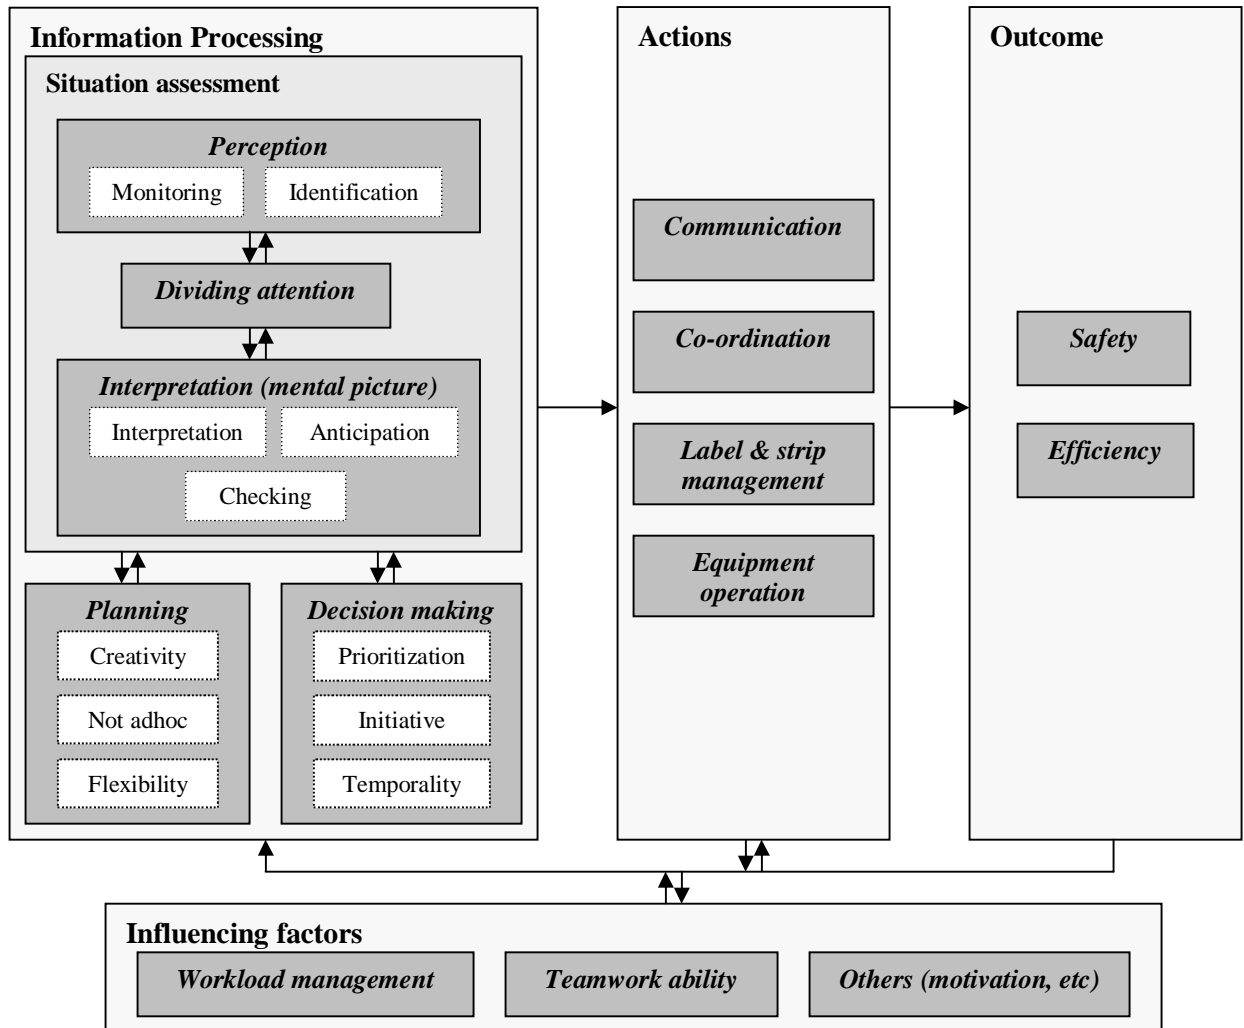 Information Processing
Situation assessment
Perception
Monitoring
Identification
Dividing attention
Interpretation (mental picture)
Interpretation
Anticipation
Checking
Planning
Creativity
Not adhoc
Flexibility
Decision making
Prioritization
Initiative
Temporality
Actions
Communication
Co-ordination
Label & strip
management
Equipment
operation
Outcome
Safety
Efficiency
Influencing factors
Workload management
Teamwork ability
Others (motivation, etc)